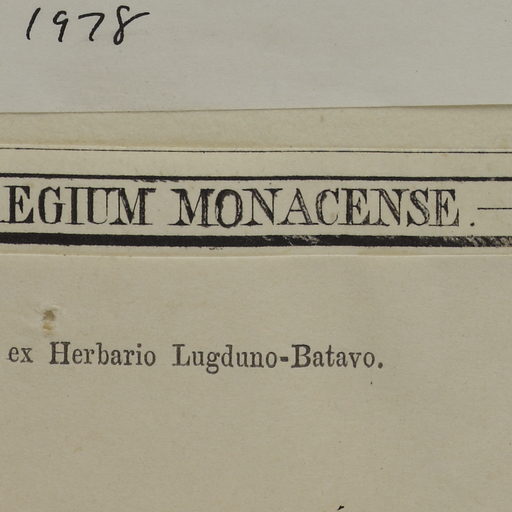 1978
EGIUM MONACENSE.
ex Herbario Lugduno-Batavo.